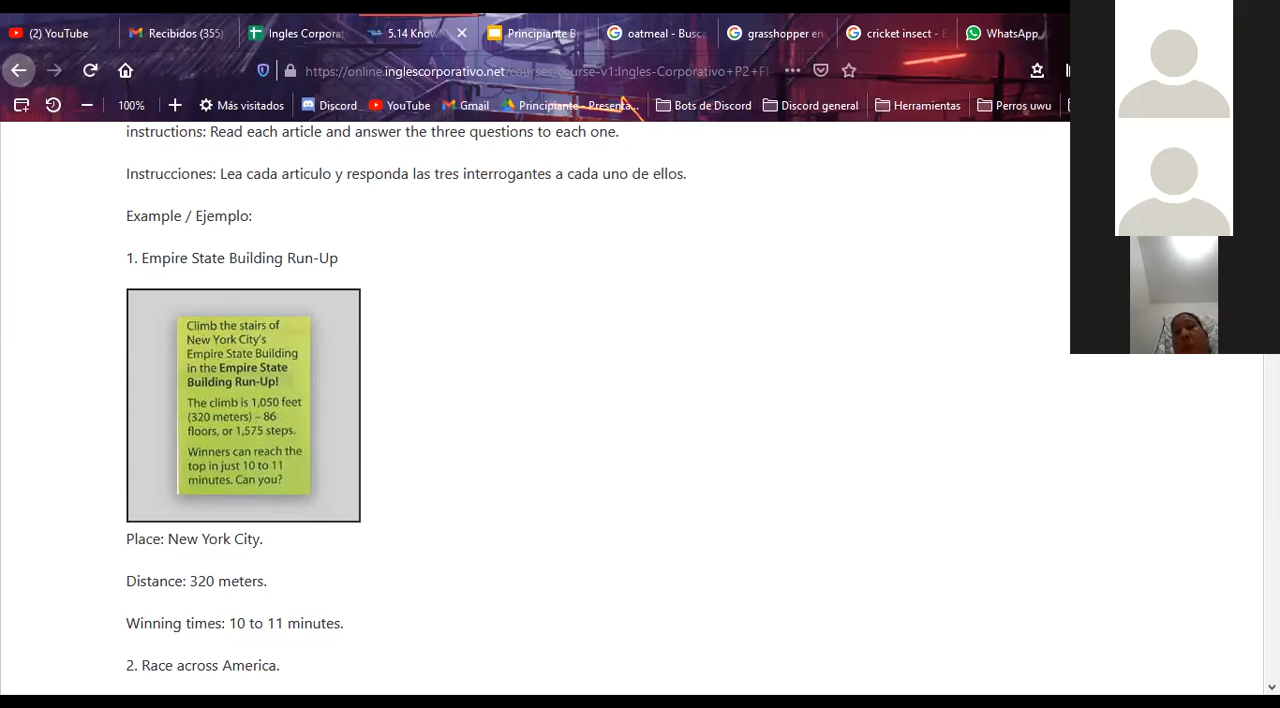 (2) YouTube
Recibidos (355)
Ingles Corporat
5.14 Know
Principiante B
oatmeal - Busca
grasshopper en
cricket insect - B
WhatsApp
https://online.inglescorporativo.net/courses/course-v1:Ingles-Corporativo+P2+F
100%
Más visitados
Discord
YouTube
Gmail
Principiante - Presenta...
Bots de Discord
Discord general
Herramientas
Perros uwu
instructions: Read each article and answer the three questions to each one.
Instrucciones: Lea cada articulo y responda las tres interrogantes a cada uno de ellos.
Example / Ejemplo:
1. Empire State Building Run-Up
Climb the stairs of
New York City's
Empire State Building
in the Empire State
Building Run-Up!
The climb is 1,050 feet
(320 meters) – 86
floors, or 1,575 steps.
Winners can reach the
top in just 10 to 11
minutes. Can you?
Place: New York City.
Distance: 320 meters.
Winning times: 10 to 11 minutes.
2. Race across America.